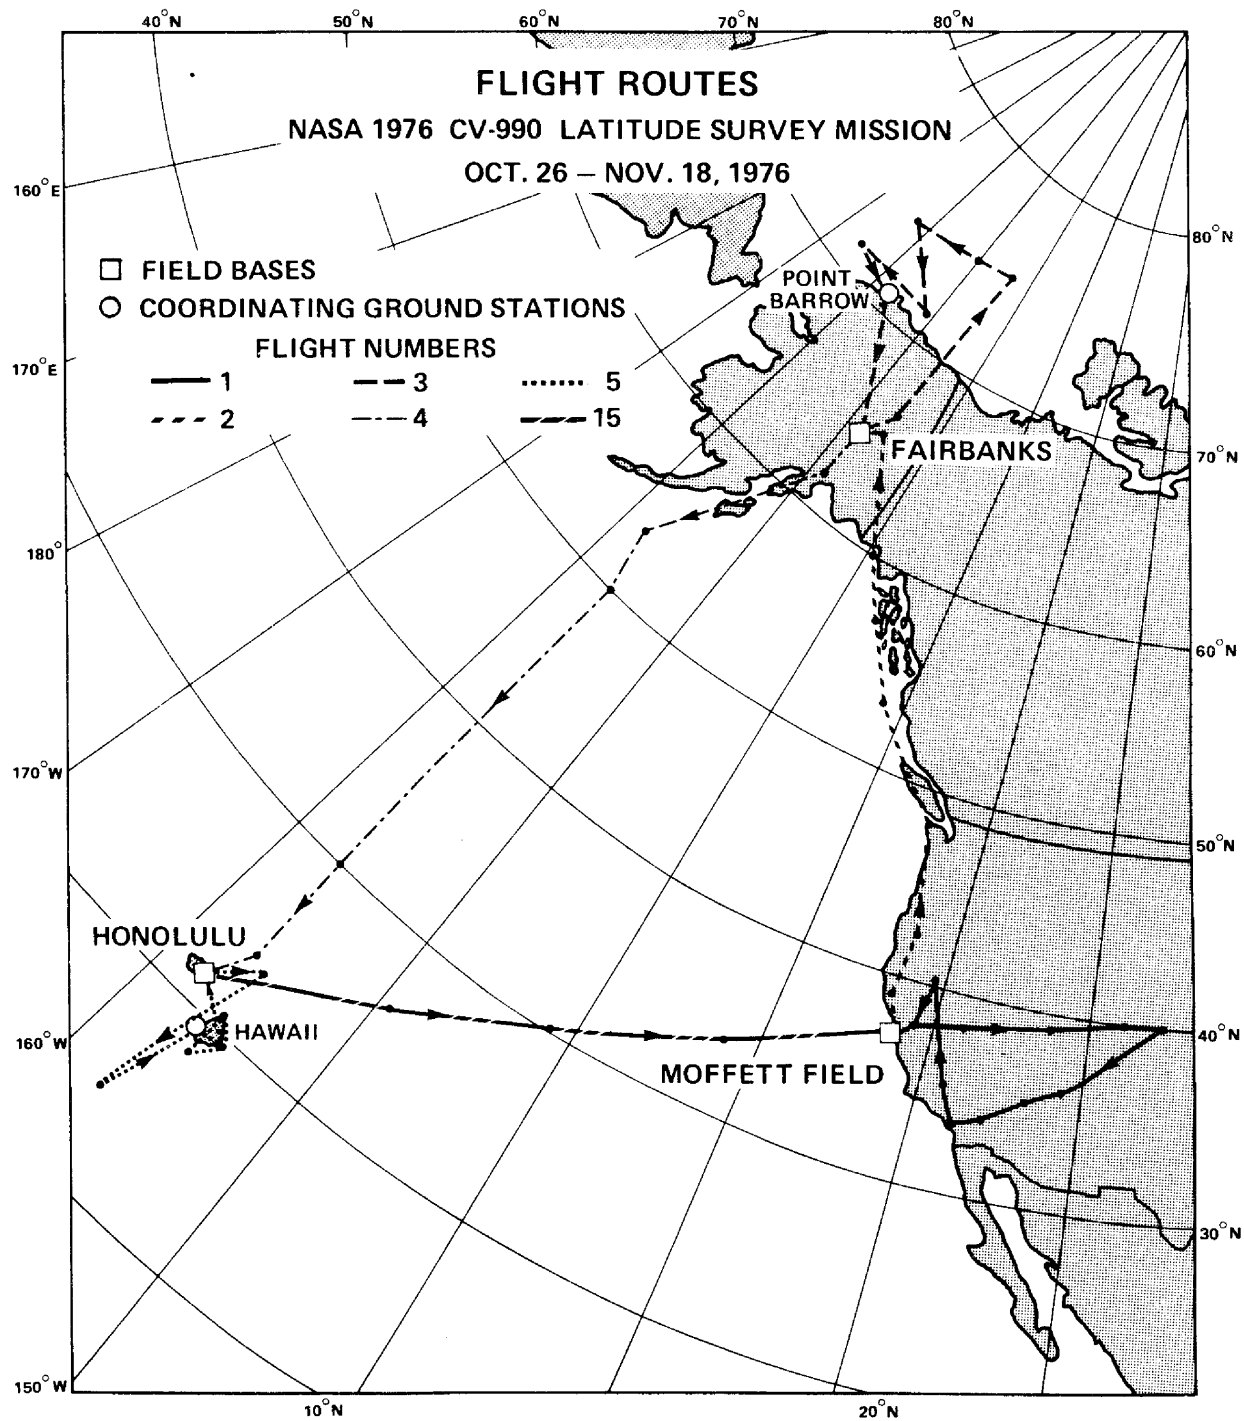 40°N 50°N 60°N 70°N 80°N
FLIGHT ROUTES
NASA 1976 CV-990 LATITUDE SURVEY MISSION
OCT. 26 – NOV. 18, 1976
160°E
80°N
FIELD BASES
COORDINATING GROUND STATIONS
FLIGHT NUMBERS
1 3 5
2 4 15
POINT
BARROW
170°E
FAIRBANKS
70°N
180°
60°N
170°W
50°N
HONOLULU
HAWAII
160°W
40°N
MOFFETT FIELD
30°N
150°W
10°N 20°N